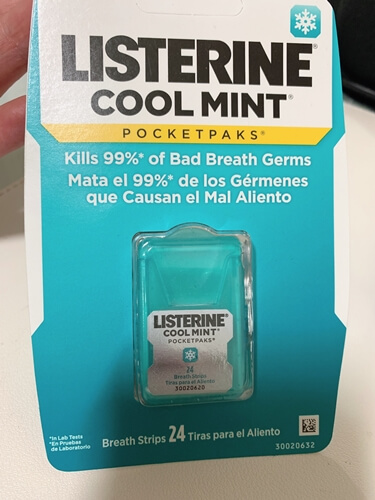 LISTERINE®
COOL MINT®
POCKETPAKS®
Kills 99%* of Bad Breath Germs
Mata el 99%* de los Gérmenes
que Causan el Mal Aliento
LISTERINE®
COOL MINT®
POCKETPAKS®
24
Breath Strips
Tiras para el Aliento
30020620
*In Lab Tests
*En Pruebas
de Laboratorio
Breath Strips 24 Tiras para el Aliento
30020632